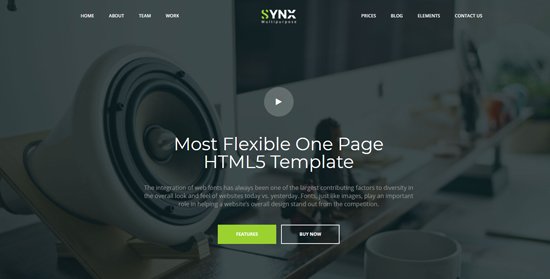 HOME ABOUT TEAM WORK SYNX PRICES BLOG ELEMENTS CONTACT US
Multipurpose
Most Flexible One Page
HTML5 Template
The integration of web fonts has always been one of the largest contributing factors to diversity in
the overall look and feel of websites today vs. yesterday. Fonts, just like images, play an important
role in helping a website's overall design stand out from the competition.
FEATURES BUY NOW